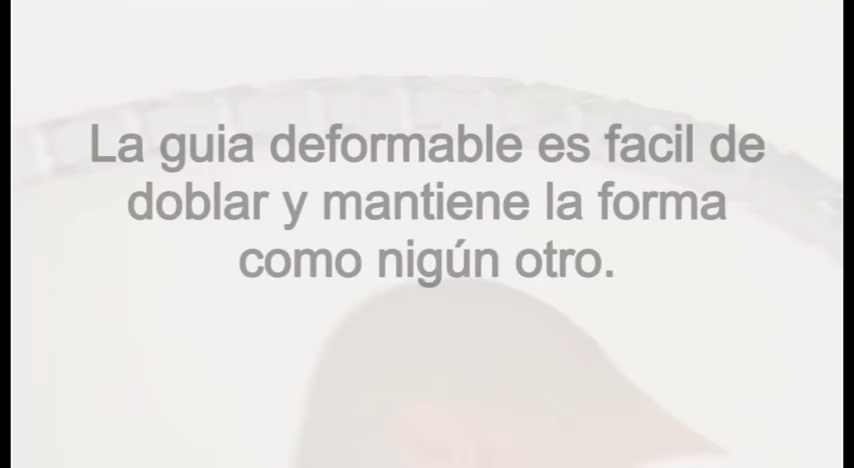 La guia deformable es facil de
doblar y mantiene la forma
como nigún otro.